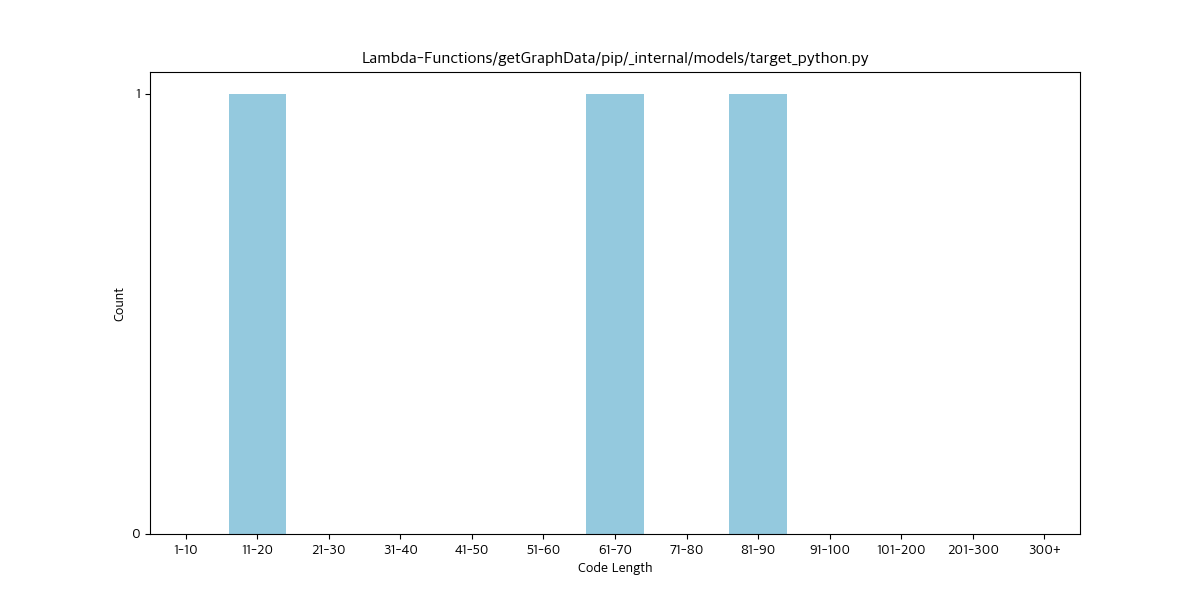 Lambda-Functions/getGraphData/pip/_internal/models/target_python.py
1
Count
0
1-10 11-20 21-30 31-40 41-50 51-60 61-70 71-80 81-90 91-100 101-200 201-300 300+
Code Length